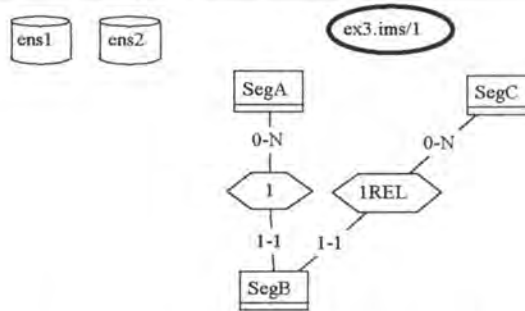 ens1
ens2
ex3.ims/1
SegA
SegC
0-N
0-N
1
1REL
1-1
1-1
SegB